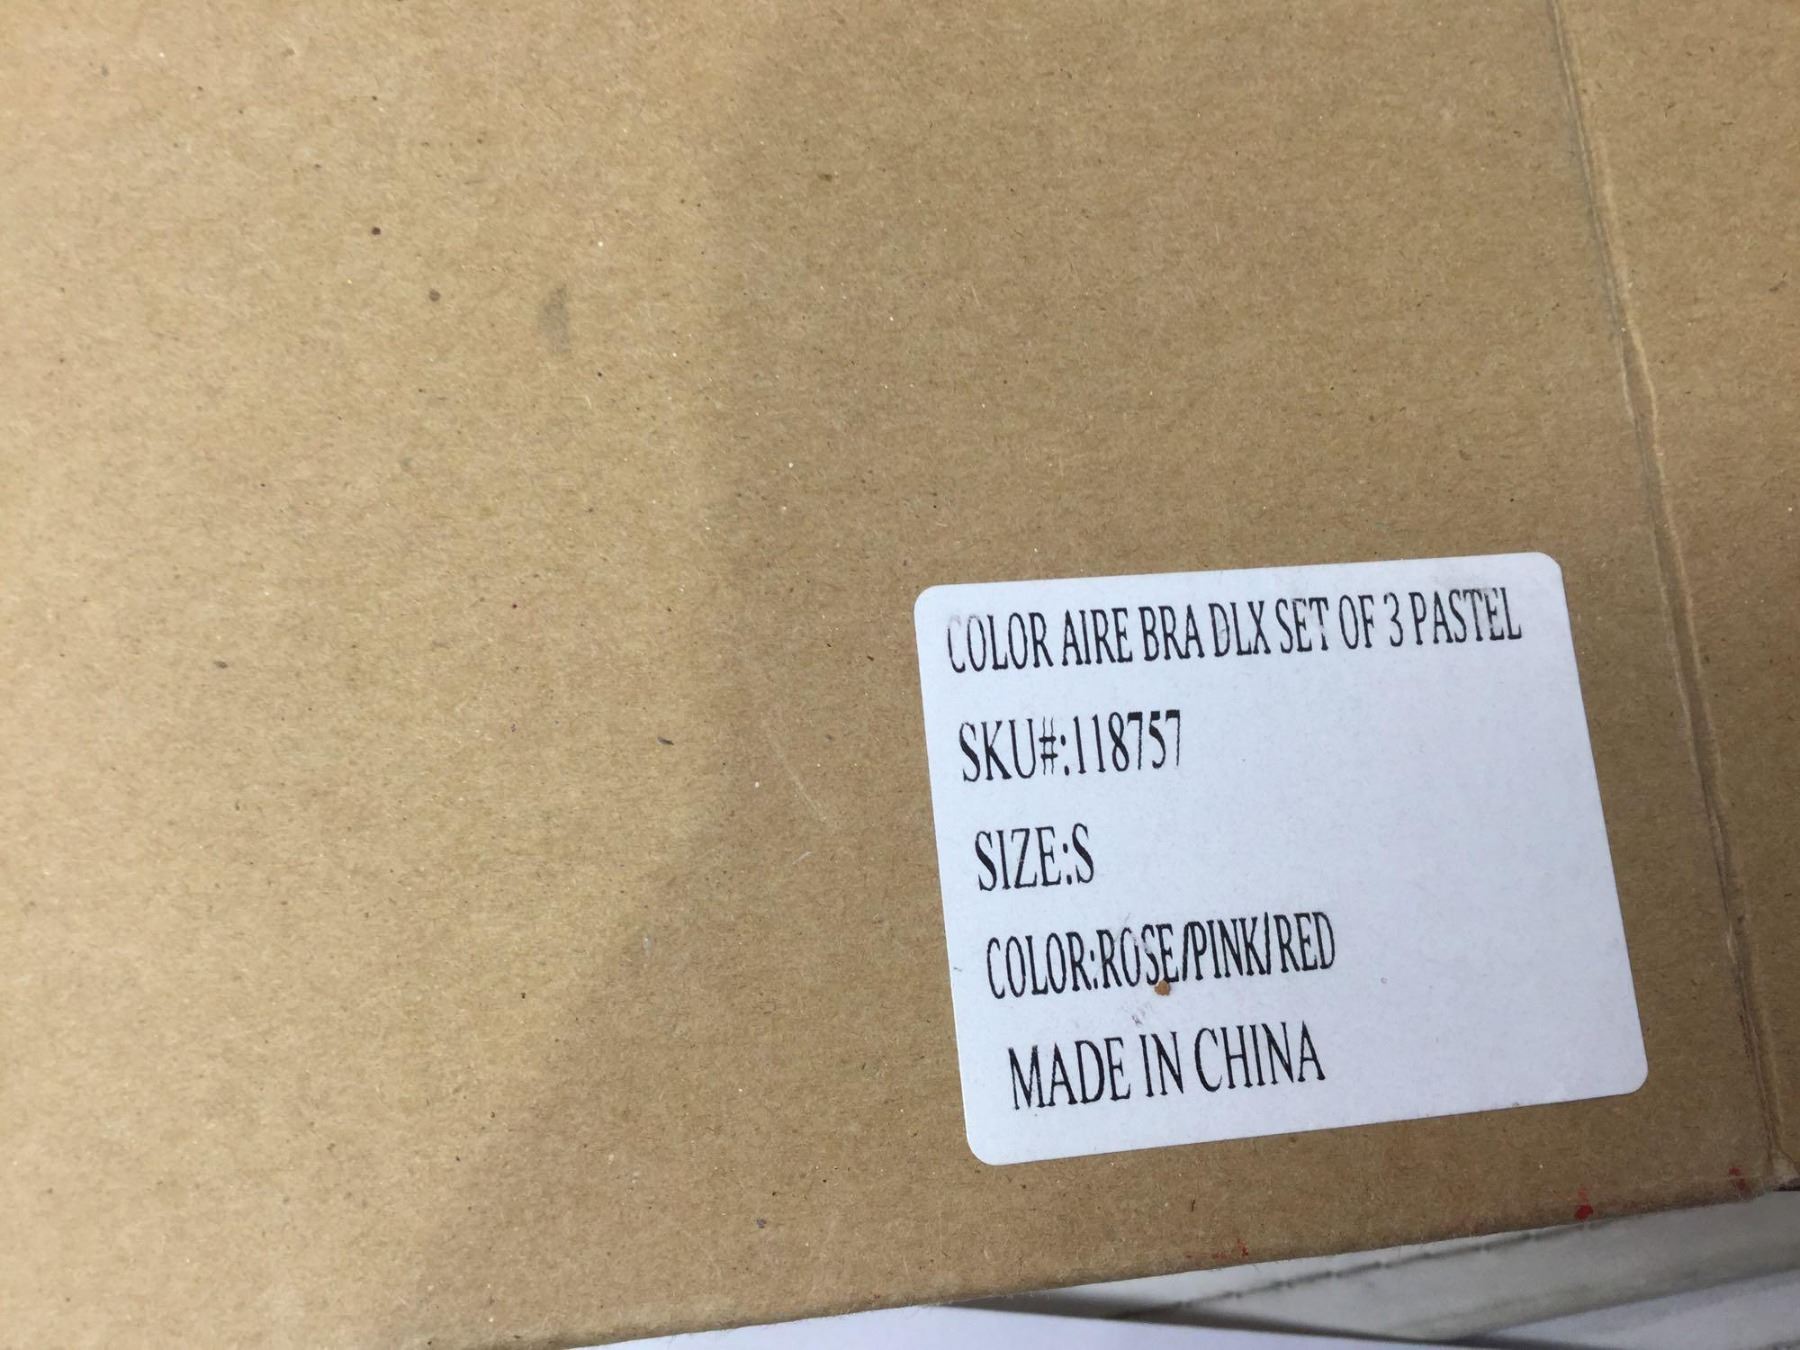 COLOR AIRE BRA DLX SET OF 3 PASTEL
SKU#:118757
SIZE:S
COLOR:ROSE/PINK/RED
MADE IN CHINA